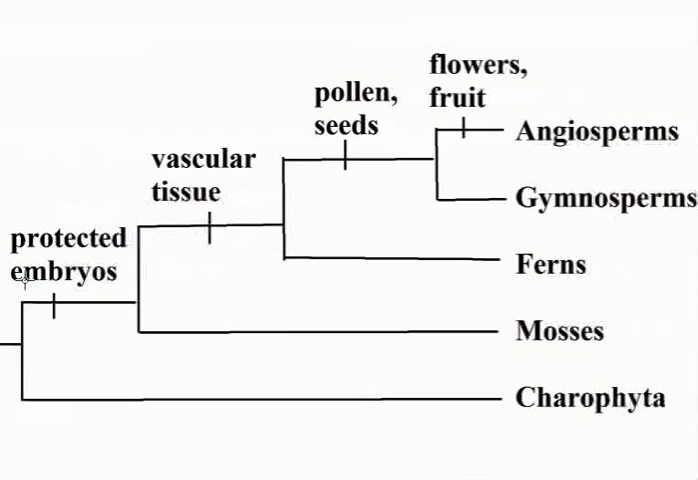 flowers,
fruit
pollen,
seeds
Angiosperms
vascular
tissue
Gymnosperms
protected
embryos
Ferns
Mosses
Charophyta